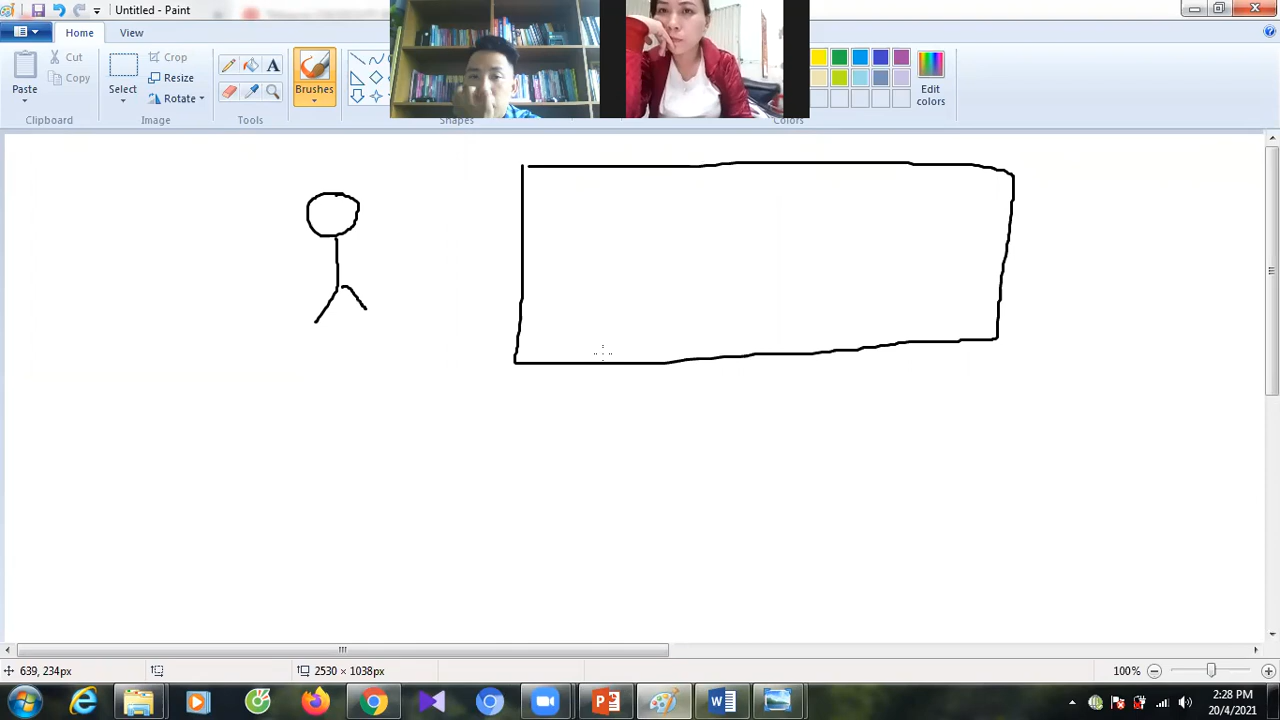 Untitled - Paint
Home View
Paste
Cut
Copy
Clipboard
Select
Crop
Resize
Rotate
Image
A
Tools
Brushes
Shapes
Edit
colors
Colors
639, 234px
2530 × 1038px
100%
2:28 PM
20/4/2021